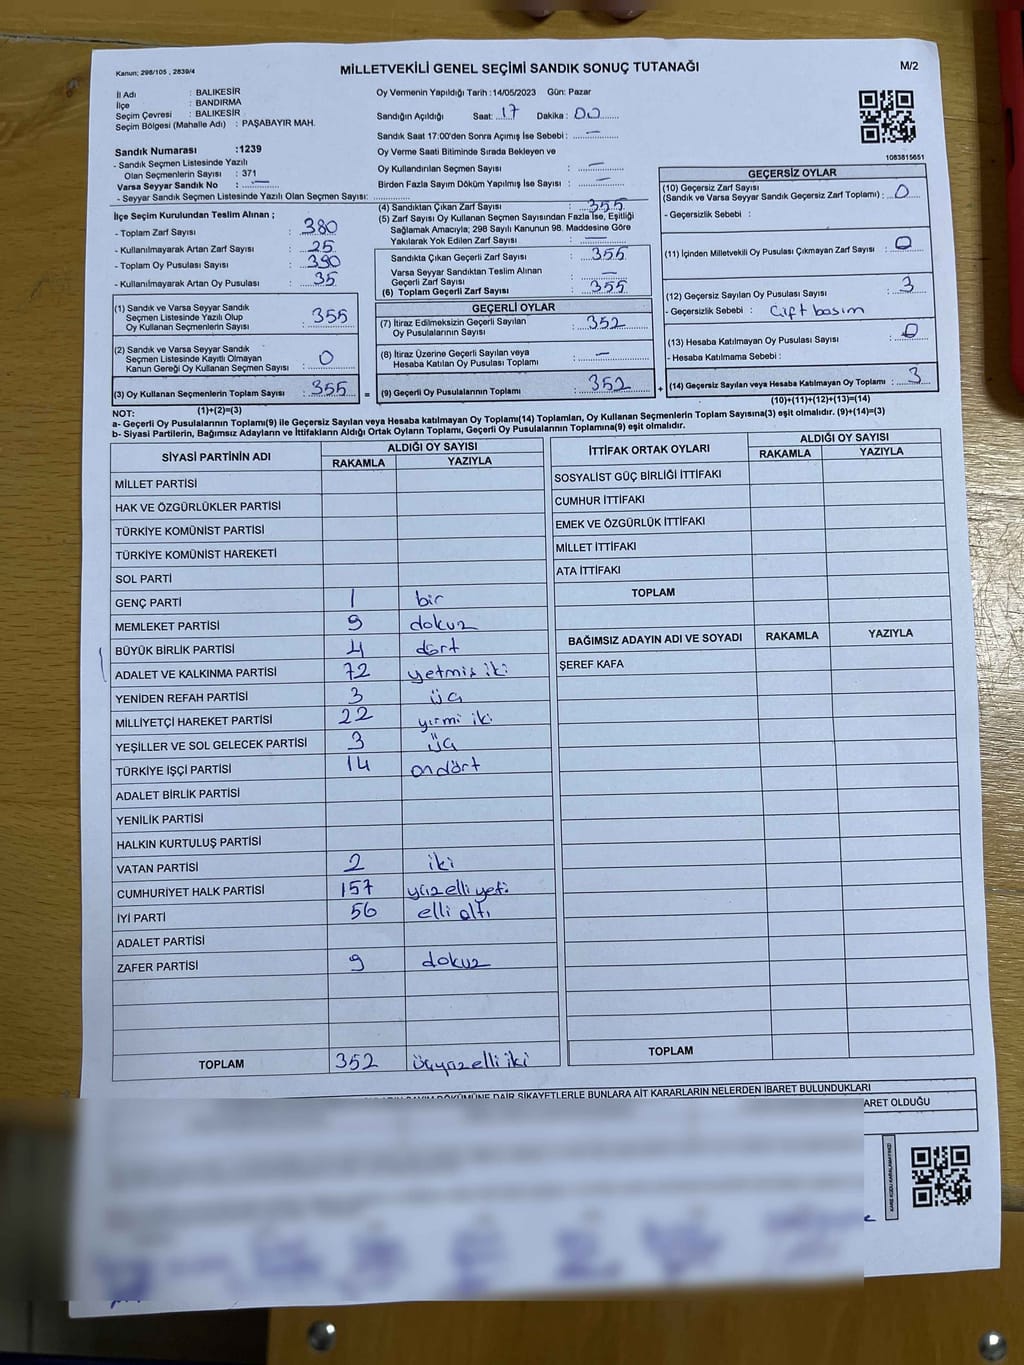 Kanun; 298/105 , 2839/4
MİLLETVEKİLİ GENEL SEÇİMİ SANDIK SONUÇ TUTANAĞI
M/2
İl Adı : BALIKESİR
İlçe : BANDIRMA
Seçim Çevresi : BALIKESİR
Seçim Bölgesi (Mahalle Adı) : PAŞABAYIR MAH.
Sandık Numarası :1239
- Sandık Seçmen Listesinde Yazılı
Olan Seçmenlerin Sayısı : 371
Varsa Seyyar Sandık No : —
- Seyyar Sandık Seçmen Listesinde Yazılı Olan Seçmen Sayısı:
Oy Vermenin Yapıldığı Tarih :14/05/2023 Gün: Pazar
Sandığın Açıldığı Saat: 17 Dakika : 00
Sandık Saat 17:00'den Sonra Açımış İse Sebebi : —
Oy Verme Saati Bitiminde Sırada Bekleyen ve
Oy Kullandırılan Seçmen Sayısı : —
Birden Fazla Sayım Döküm Yapılmış İse Sayısı : —
1083815651
İlçe Seçim Kurulundan Teslim Alınan ;
- Toplam Zarf Sayısı : 380
- Kullanılmayarak Artan Zarf Sayısı : 25
- Toplam Oy Pusulası Sayısı : 390
- Kullanılmayarak Artan Oy Pusulası : 35
(4) Sandıktan Çıkan Zarf Sayısı : 355
(5) Zarf Sayısı Oy Kullanan Seçmen Sayısından Fazla İse, Eşitliği
Sağlamak Amacıyla; 298 Sayılı Kanunun 98. Maddesine Göre
Yakılarak Yok Edilen Zarf Sayısı : —
Sandıkta Çıkan Geçerli Zarf Sayısı : 355
Varsa Seyyar Sandıktan Teslim Alınan
Geçerli Zarf Sayısı : —
(6) Toplam Geçerli Zarf Sayısı : 355
GEÇERSİZ OYLAR
(10) Geçersiz Zarf Sayısı
(Sandık ve Varsa Seyyar Sandık Geçersiz Zarf Toplamı) : 0
- Geçersizlik Sebebi :
(11) İçinden Milletvekili Oy Pusulası Çıkmayan Zarf Sayısı : 0
(12) Geçersiz Sayılan Oy Pusulası Sayısı : 3
- Geçersizlik Sebebi : Çift basım
(13) Hesaba Katılmayan Oy Pusulası Sayısı : 0
- Hesaba Katılmama Sebebi :
(14) Geçersiz Sayılan veya Hesaba Katılmayan Oy Toplamı : 3
(10)+(11)+(12)+(13)=(14)
(1) Sandık ve Varsa Seyyar Sandık
Seçmen Listesinde Yazılı Olup
Oy Kullanan Seçmenlerin Sayısı : 355
(2) Sandık ve Varsa Seyyar Sandık
Seçmen Listesinde Kayıtlı Olmayan
Kanun Gereği Oy Kullanan Seçmen Sayısı : 0
(3) Oy Kullanan Seçmenlerin Toplam Sayısı : 355 =
(1)+(2)=(3)
GEÇERLİ OYLAR
(7) İtiraz Edilmeksizin Geçerli Sayılan
Oy Pusulalarının Sayısı : 352
(8) İtiraz Üzerine Geçerli Sayılan veya
Hesaba Katılan Oy Pusulası Toplamı : —
(9) Geçerli Oy Pusulalarının Toplamı : 352 +
NOT:
a- Geçerli Oy Pusulalarının Toplamı(9) ile Geçersiz Sayılan veya Hesaba katılmayan Oy Toplamı(14) Toplamları, Oy Kullanan Seçmenlerin Toplam Sayısına(3) eşit olmalıdır. (9)+(14)=(3)
b- Siyasi Partilerin, Bağımsız Adayların ve İttifakların Aldığı Ortak Oyların Toplamı, Geçerli Oy Pusulalarının Toplamına(9) eşit olmalıdır.
SİYASİ PARTİNİN ADI
ALDIĞI OY SAYISI
RAKAMLA YAZIYLA
MİLLET PARTİSİ
HAK VE ÖZGÜRLÜKLER PARTİSİ
TÜRKİYE KOMÜNİST PARTİSİ
TÜRKİYE KOMÜNİST HAREKETİ
SOL PARTİ
GENÇ PARTİ 1 bir
MEMLEKET PARTİSİ 9 dokuz
BÜYÜK BİRLİK PARTİSİ 4 dört
ADALET VE KALKINMA PARTİSİ 72 yetmiş iki
YENİDEN REFAH PARTİSİ 3 üç
MİLLİYETÇİ HAREKET PARTİSİ 22 yirmi iki
YEŞİLLER VE SOL GELECEK PARTİSİ 3 üç
TÜRKİYE İŞÇİ PARTİSİ 14 ondört
ADALET BİRLİK PARTİSİ
YENİLİK PARTİSİ
HALKIN KURTULUŞ PARTİSİ
VATAN PARTİSİ 2 iki
CUMHURİYET HALK PARTİSİ 157 yüzelli yedi
İYİ PARTİ 56 elli altı
ADALET PARTİSİ
ZAFER PARTİSİ 9 dokuz
TOPLAM 352 üçyüzelli iki
İTTİFAK ORTAK OYLARI
ALDIĞI OY SAYISI
RAKAMLA YAZIYLA
SOSYALİST GÜÇ BİRLİĞİ İTTİFAKI
CUMHUR İTTİFAKI
EMEK VE ÖZGÜRLÜK İTTİFAKI
MİLLET İTTİFAKI
ATA İTTİFAKI
TOPLAM
BAĞIMSIZ ADAYIN ADI VE SOYADI RAKAMLA YAZIYLA
ŞEREF KAFA
TOPLAM
DÖKÜMÜNE DAİR ŞİKAYETLERLE BUNLARA AİT KARARLARIN NELERDEN İBARET BULUNDUKLARI
ARET OLDUĞU
KARE KODU KARALAMAYINIZ